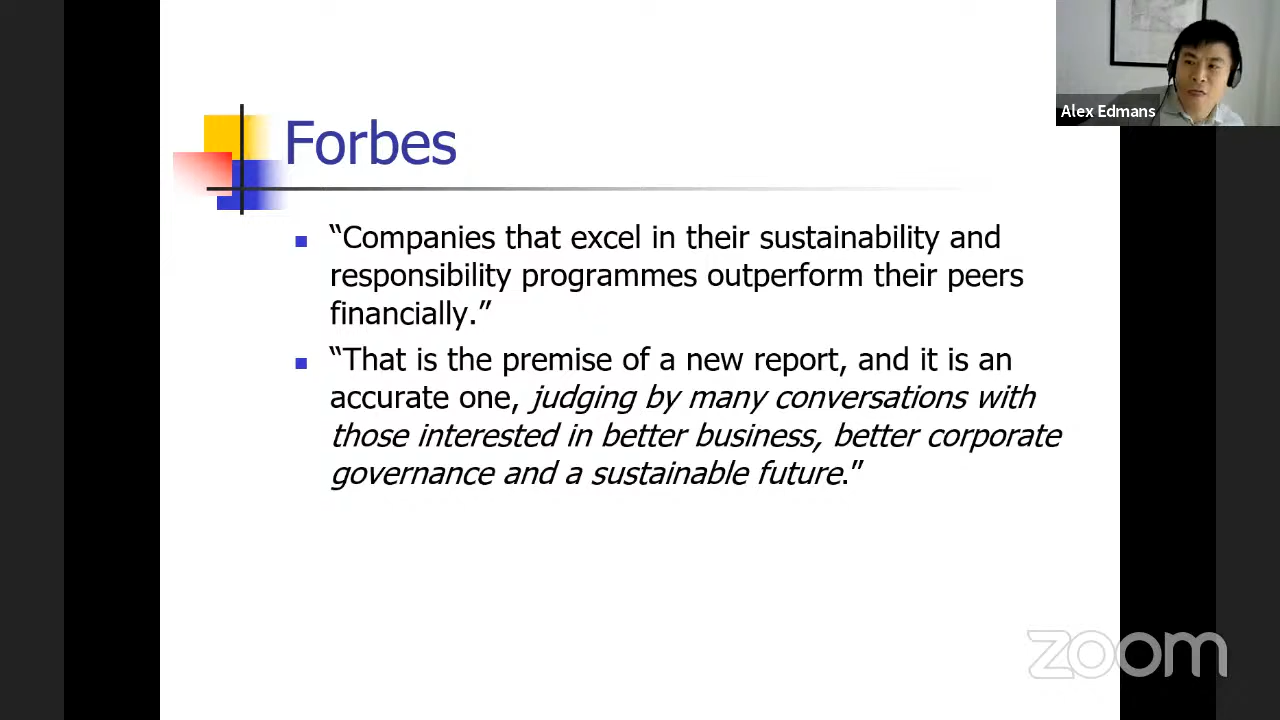 Alex Edmans
Forbes
“Companies that excel in their sustainability and
responsibility programmes outperform their peers
financially.”
“That is the premise of a new report, and it is an
accurate one, judging by many conversations with
those interested in better business, better corporate
governance and a sustainable future.”
zoom